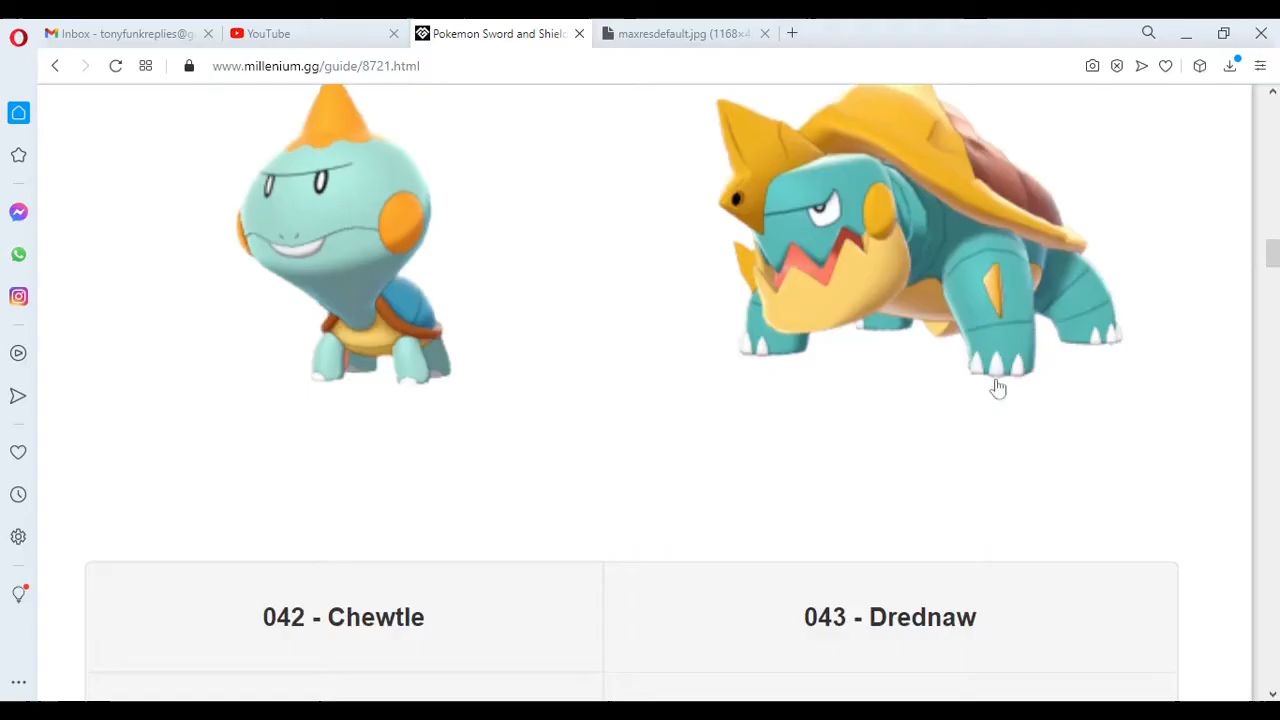 Inbox - tonyfunkreplies@g
YouTube
Pokemon Sword and Shiel
maxresdefault.jpg (1168×4
www.millenium.gg/guide/8721.html
042 - Chewtle
043 - Drednaw